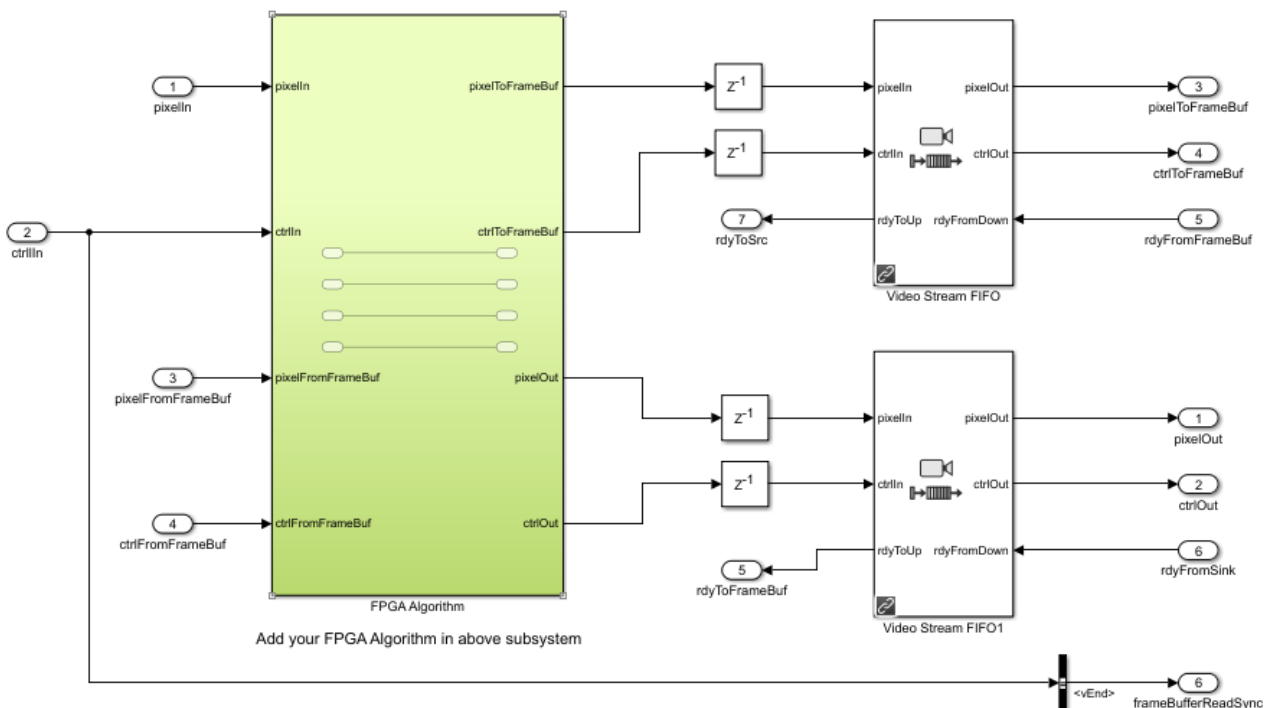 1
pixelIn
pixelIn
pixelToFrameBuf
z-1
pixelIn
pixelOut
3
pixelToFrameBuf
z-1
ctrlIn
ctrlOut
4
ctrlToFrameBuf
2
ctrlIIn
ctrlIn
ctrlToFrameBuf
7
rdyToSrc
rdyToUp
rdyFromDown
5
rdyFromFrameBuf
Video Stream FIFO
3
pixelFromFrameBuf
pixelFromFrameBuf
pixelOut
z-1
pixelIn
pixelOut
1
pixelOut
z-1
ctrlIn
ctrlOut
2
ctrlOut
4
ctrlFromFrameBuf
ctrlFromFrameBuf
ctrlOut
5
rdyToFrameBuf
rdyToUp
rdyFromDown
6
rdyFromSink
FPGA Algorithm
Video Stream FIFO1
Add your FPGA Algorithm in above subsystem
<vEnd>
6
frameBufferReadSync